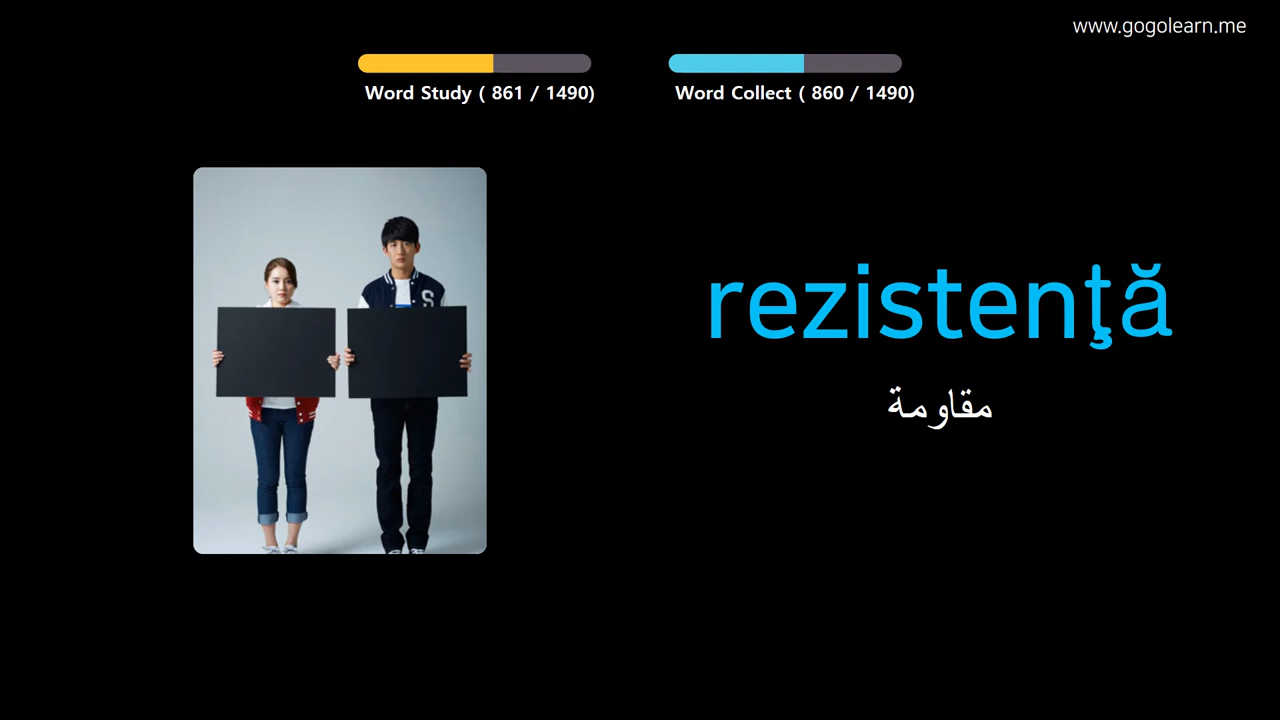 www.gogolearn.me
Word Study ( 861 / 1490)
Word Collect ( 860 / 1490)
S
rezistenţă
مقاومة